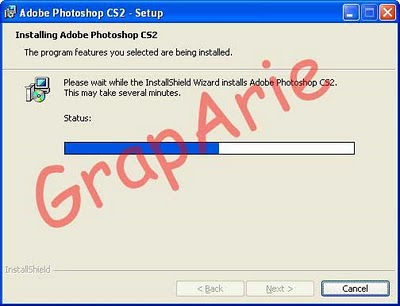 Adobe Photoshop CS2 - Setup
Installing Adobe Photoshop CS2
The program features you selected are being installed.
Please wait while the InstallShield Wizard installs Adobe Photoshop CS2.
This may take several minutes.
Status:
GrapArie
InstallShield
< Back
Next >
Cancel